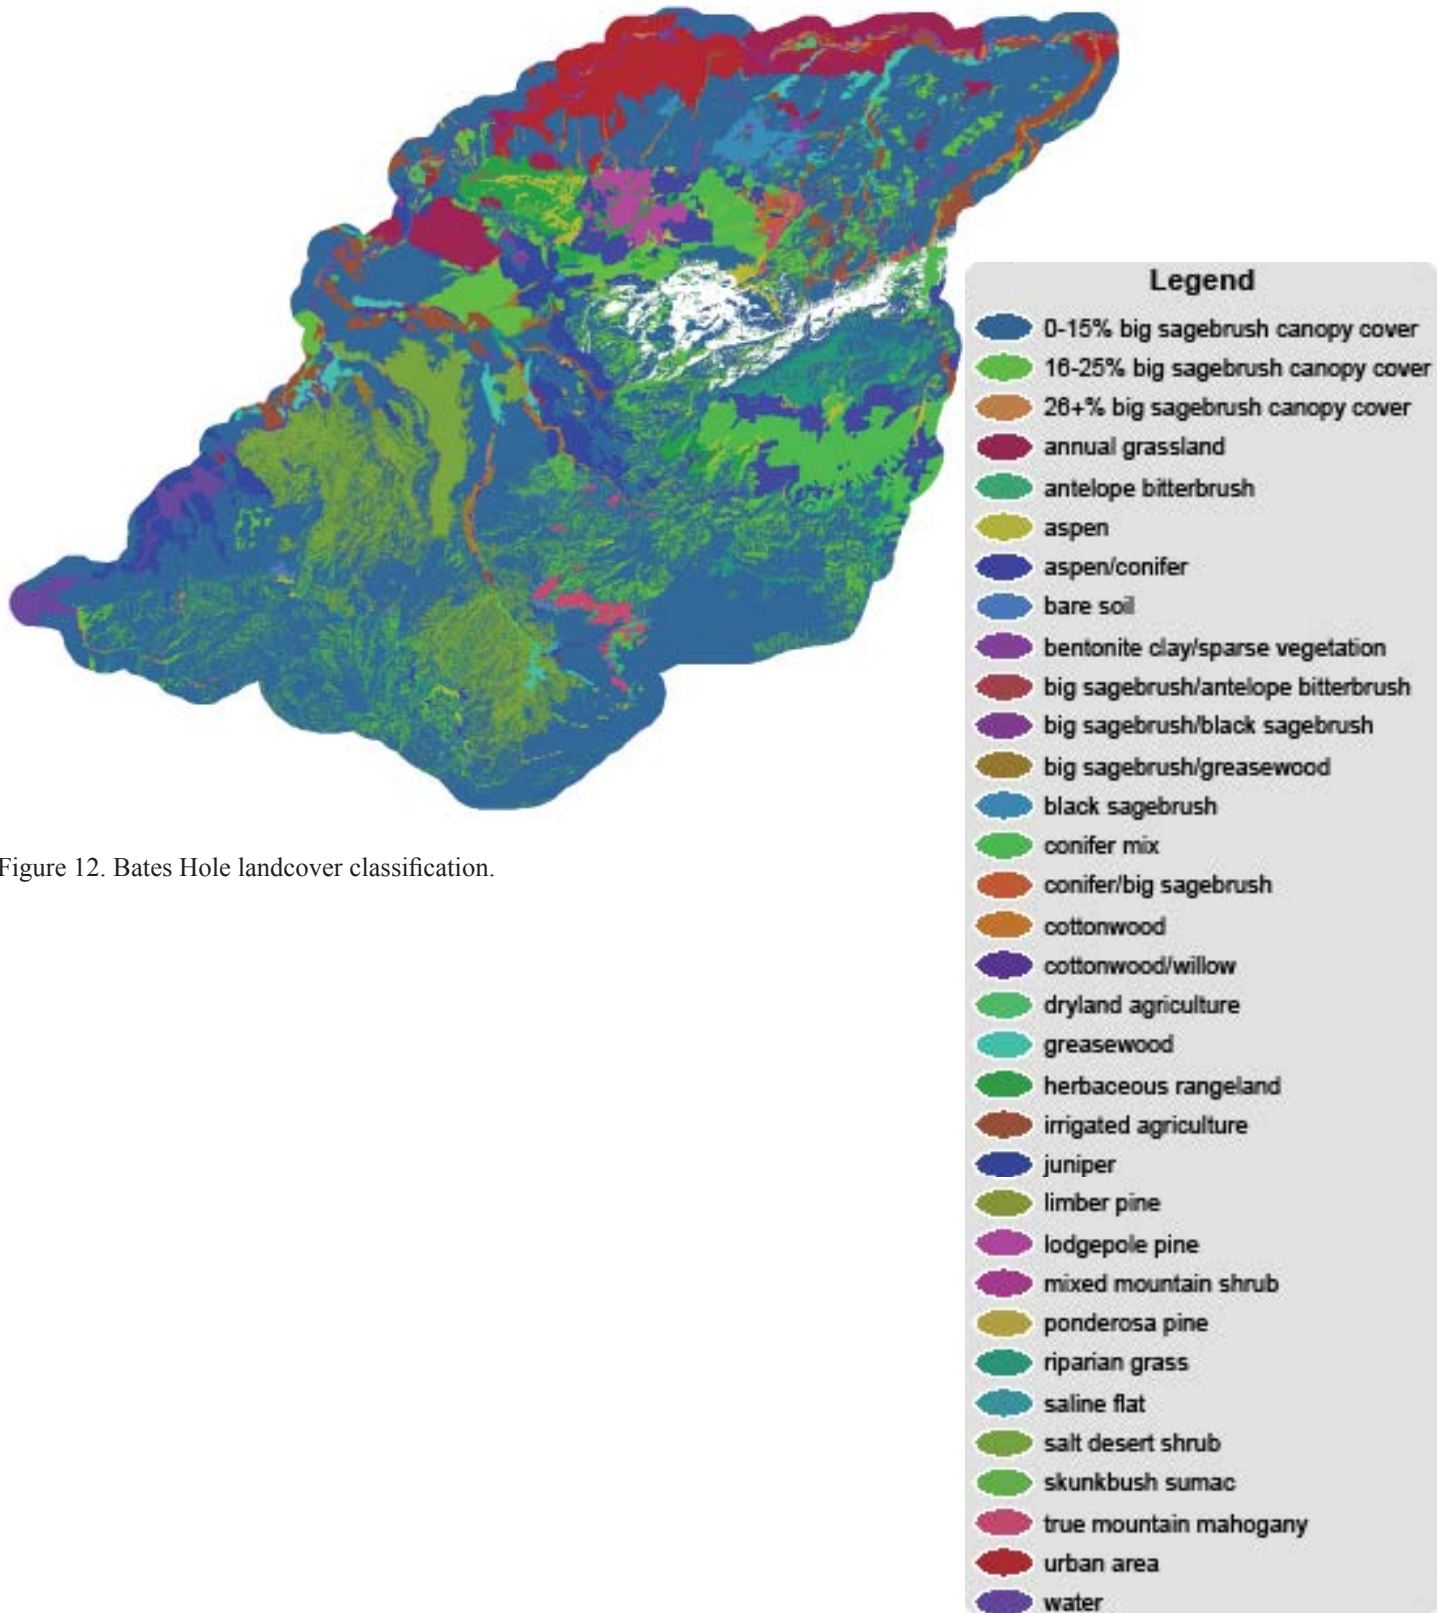 Legend
0-15% big sagebrush canopy cover
16-25% big sagebrush canopy cover
26+% big sagebrush canopy cover
annual grassland
antelope bitterbrush
aspen
aspen/conifer
bare soil
bentonite clay/sparse vegetation
big sagebrush/antelope bitterbrush
big sagebrush/black sagebrush
big sagebrush/greasewood
black sagebrush
conifer mix
conifer/big sagebrush
cottonwood
cottonwood/willow
dryland agriculture
greasewood
herbaceous rangeland
irrigated agriculture
juniper
limber pine
lodgepole pine
mixed mountain shrub
ponderosa pine
riparian grass
saline flat
salt desert shrub
skunkbush sumac
true mountain mahogany
urban area
water
Figure 12. Bates Hole landcover classification.